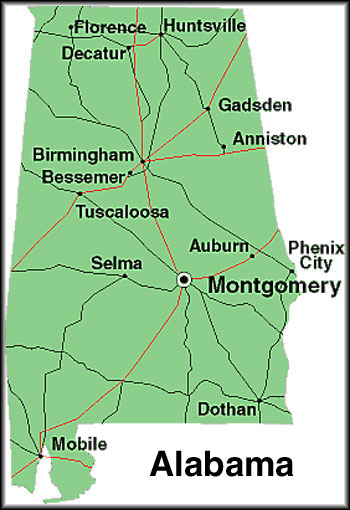 Florence
Huntsville
Decatur
Gadsden
Anniston
Birmingham
Bessemer
Tuscaloosa
Auburn
Phenix
City
Selma
Montgomery
Dothan
Mobile
Alabama